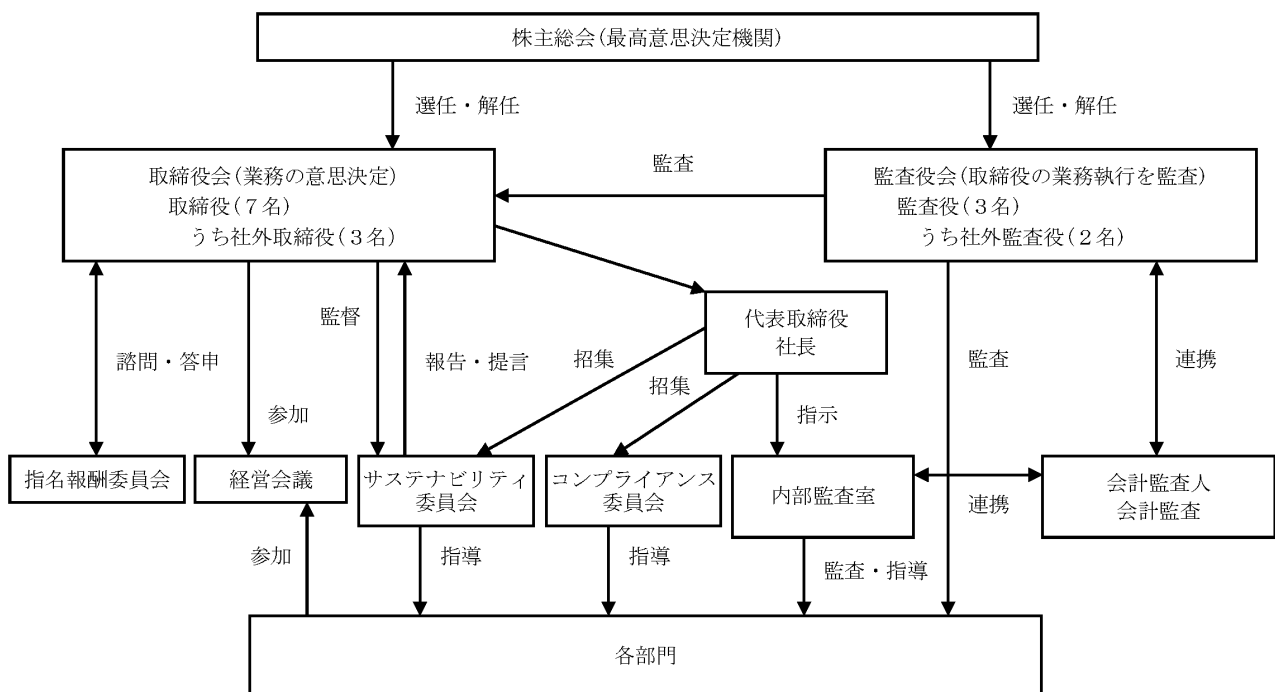 株主総会(最高意思決定機関)
選任・解任
選任・解任
取締役会(業務の意思決定)
取締役(7名)
うち社外取締役(3名)
監査
監査役会(取締役の業務執行を監査)
監査役(3名)
うち社外監査役(2名)
代表取締役
社長
諮問・答申
参加
監督
報告・提言
招集
招集
指示
監査
連携
指名報酬委員会
経営会議
サステナビリティ
委員会
コンプライアンス
委員会
内部監査室
連携
会計監査人
会計監査
参加
指導
指導
監査・指導
各部門